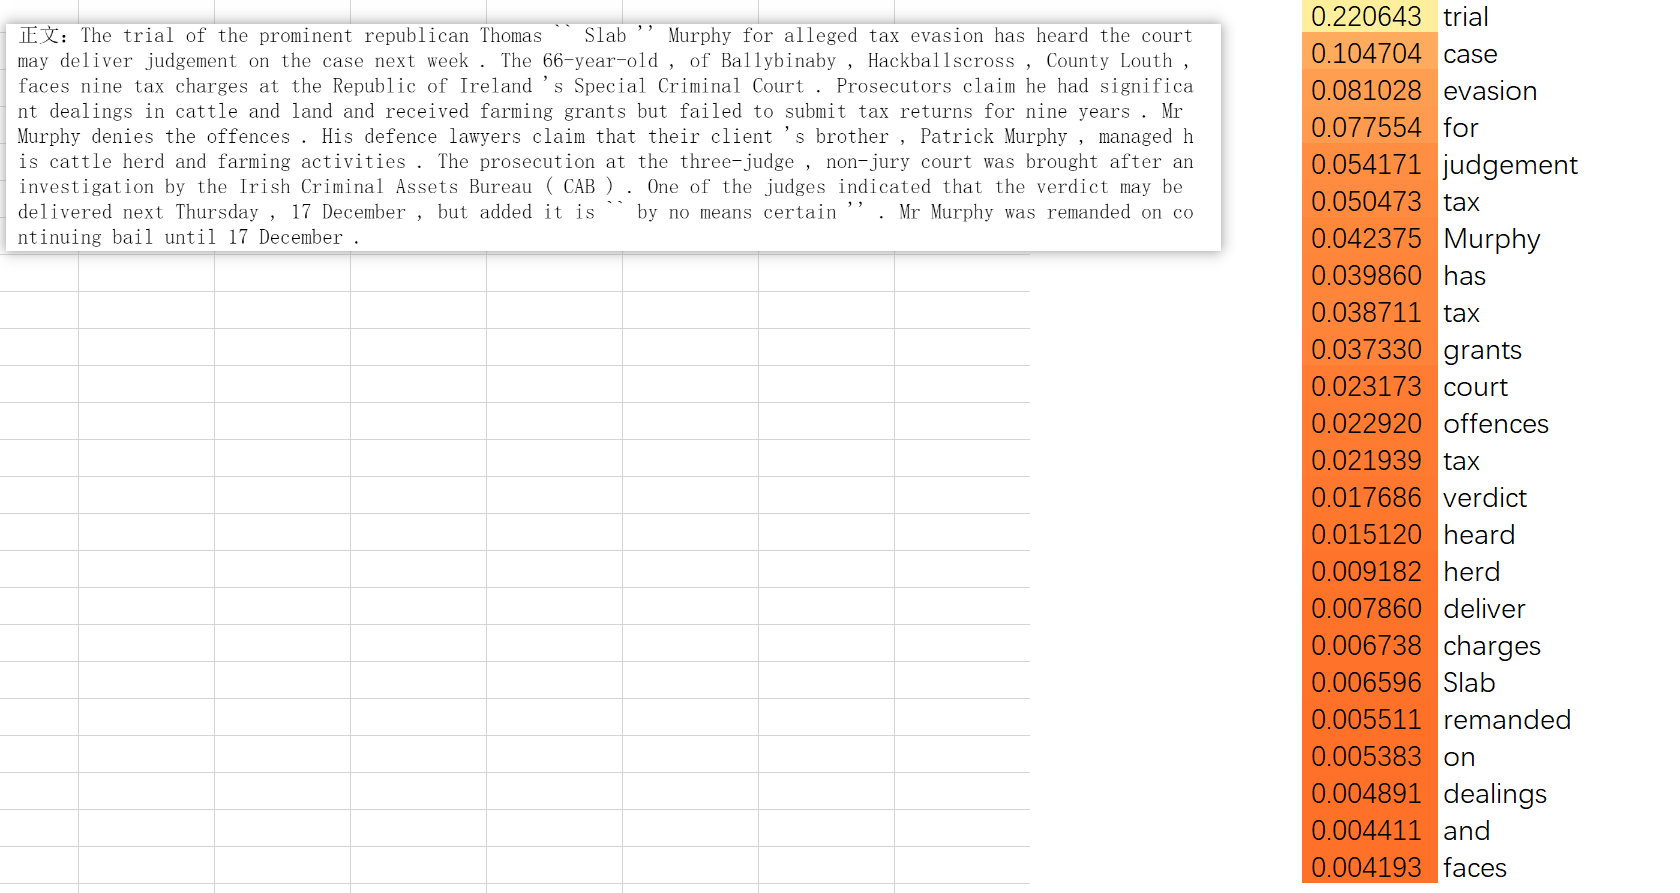 正文: The trial of the prominent republican Thomas `` Slab '' Murphy for alleged tax evasion has heard the court
may deliver judgement on the case next week . The 66-year-old , of Ballybinaby , Hackballscross , County Louth ,
faces nine tax charges at the Republic of Ireland 's Special Criminal Court . Prosecutors claim he had significa
nt dealings in cattle and land and received farming grants but failed to submit tax returns for nine years . Mr
Murphy denies the offences . His defence lawyers claim that their client 's brother , Patrick Murphy , managed h
is cattle herd and farming activities . The prosecution at the three-judge , non-jury court was brought after an
investigation by the Irish Criminal Assets Bureau ( CAB ) . One of the judges indicated that the verdict may be
delivered next Thursday , 17 December , but added it is `` by no means certain '' . Mr Murphy was remanded on co
ntinuing bail until 17 December .
0.220643 trial
0.104704 case
0.081028 evasion
0.077554 for
0.054171 judgement
0.050473 tax
0.042375 Murphy
0.039860 has
0.038711 tax
0.037330 grants
0.023173 court
0.022920 offences
0.021939 tax
0.017686 verdict
0.015120 heard
0.009182 herd
0.007860 deliver
0.006738 charges
0.006596 Slab
0.005511 remanded
0.005383 on
0.004891 dealings
0.004411 and
0.004193 faces